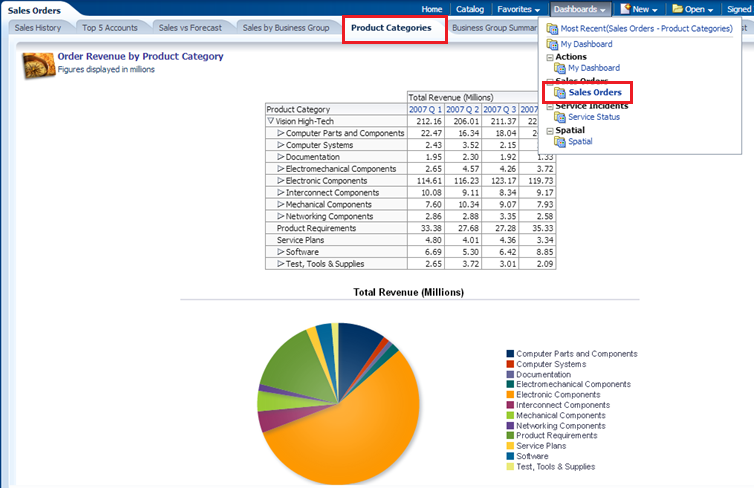 Sales Orders
Home Catalog Favorites Dashboards New Open Signed
Sales History Top 5 Accounts Sales vs Forecast Sales by Business Group Product Categories Business Group Summar
Most Recent(Sales Orders - Product Categories)
My Dashboard
Actions
My Dashboard
Sales Orders
Sales Orders
Service Incidents
Service Status
Spatial
Spatial
Order Revenue by Product Category
Figures displayed in millions
Total Revenue (Millions)
Product Category 2007 Q 1 2007 Q 2 2007 Q 3 2007
Vision High-Tech 212.16 206.01 211.37
Computer Parts and Components 22.47 16.34 18.04
Computer Systems 2.43 3.52 2.15
Documentation 1.95 2.30 1.92 1.33
Electromechanical Components 2.65 4.57 4.26 3.72
Electronic Components 114.61 116.23 123.17 119.73
Interconnect Components 10.08 9.11 8.34 9.17
Mechanical Components 7.60 10.34 9.07 7.93
Networking Components 2.86 2.88 3.35 2.58
Product Requirements 33.38 27.68 27.28 35.33
Service Plans 4.80 4.01 4.36 3.34
Software 6.69 5.30 6.42 8.85
Test, Tools & Supplies 2.65 3.72 3.01 2.09
Total Revenue (Millions)
Computer Parts and Components
Computer Systems
Documentation
Electromechanical Components
Electronic Components
Interconnect Components
Mechanical Components
Networking Components
Product Requirements
Service Plans
Software
Test, Tools & Supplies